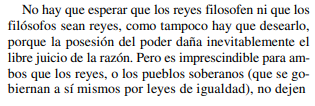 No hay que esperar que los reyes filosofen ni que los
filósofos sean reyes, como tampoco hay que desearlo,
porque la posesión del poder daña inevitablemente el
libre juicio de la razón. Pero es imprescindible para am-
bos que los reyes, o los pueblos soberanos (que se go-
biernan a sí mismos por leyes de igualdad), no dejen